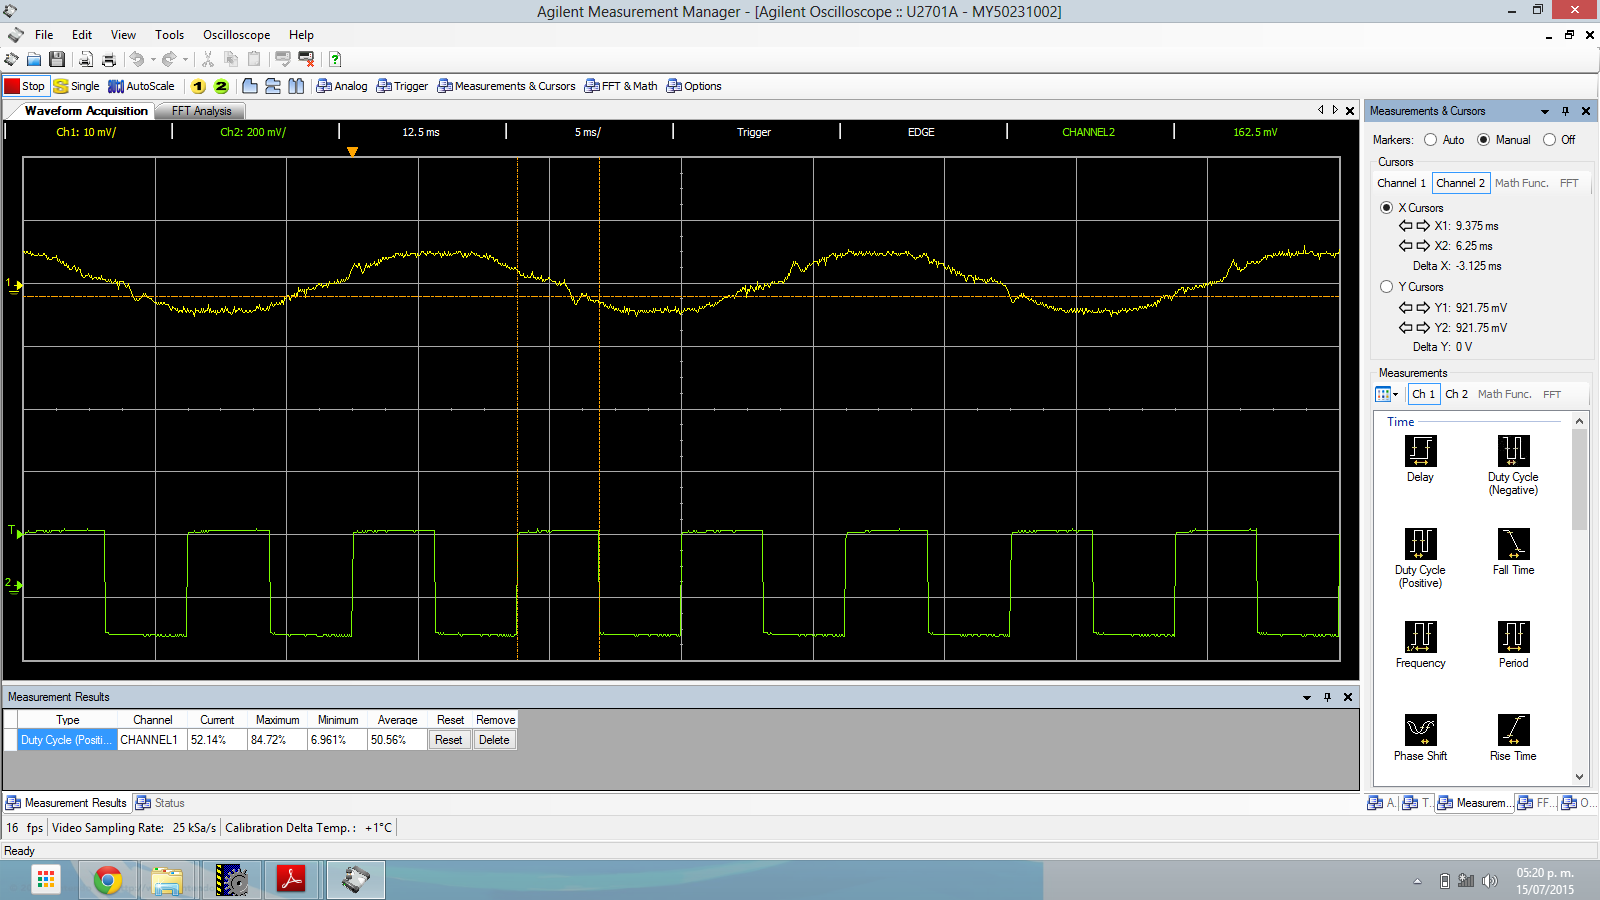 Agilent Measurement Manager - [Agilent Oscilloscope :: U2701A - MY50231002]
File Edit View Tools Oscilloscope Help
Stop Single AutoScale 1 2 Analog Trigger Measurements & Cursors FFT & Math Options
Waveform Acquisition FFT Analysis
Ch1: 10 mV/ Ch2: 200 mV/ 12.5 ms 5 ms/ Trigger EDGE CHANNEL2 162.5 mV
1
T
2
Measurements & Cursors
Markers: Auto Manual Off
Cursors
Channel 1 Channel 2 Math Func. FFT
X Cursors
X1: 9.375 ms
X2: 6.25 ms
Delta X: -3.125 ms
Y Cursors
Y1: 921.75 mV
Y2: 921.75 mV
Delta Y: 0 V
Measurements
Ch 1 Ch 2 Math Func. FFT
Time
Delay Duty Cycle (Negative)
Duty Cycle (Positive) Fall Time
Frequency Period
Phase Shift Rise Time
A. T.. Measurem... FF... O...
Measurement Results
Type Channel Current Maximum Minimum Average Reset Remove
Duty Cycle (Positi... CHANNEL1 52.14% 84.72% 6.961% 50.56% Reset Delete
Measurement Results Status
16 fps Video Sampling Rate: 25 kSa/s Calibration Delta Temp. : +1°C
Ready
05:20 p. m.
15/07/2015